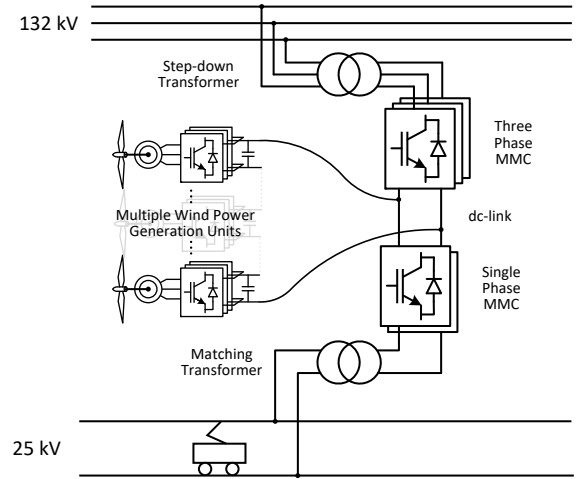 132 kV
Step-down
Transformer
Three
Phase
MMC
Multiple Wind Power
Generation Units
dc-link
Single
Phase
MMC
Matching
Transformer
25 kV